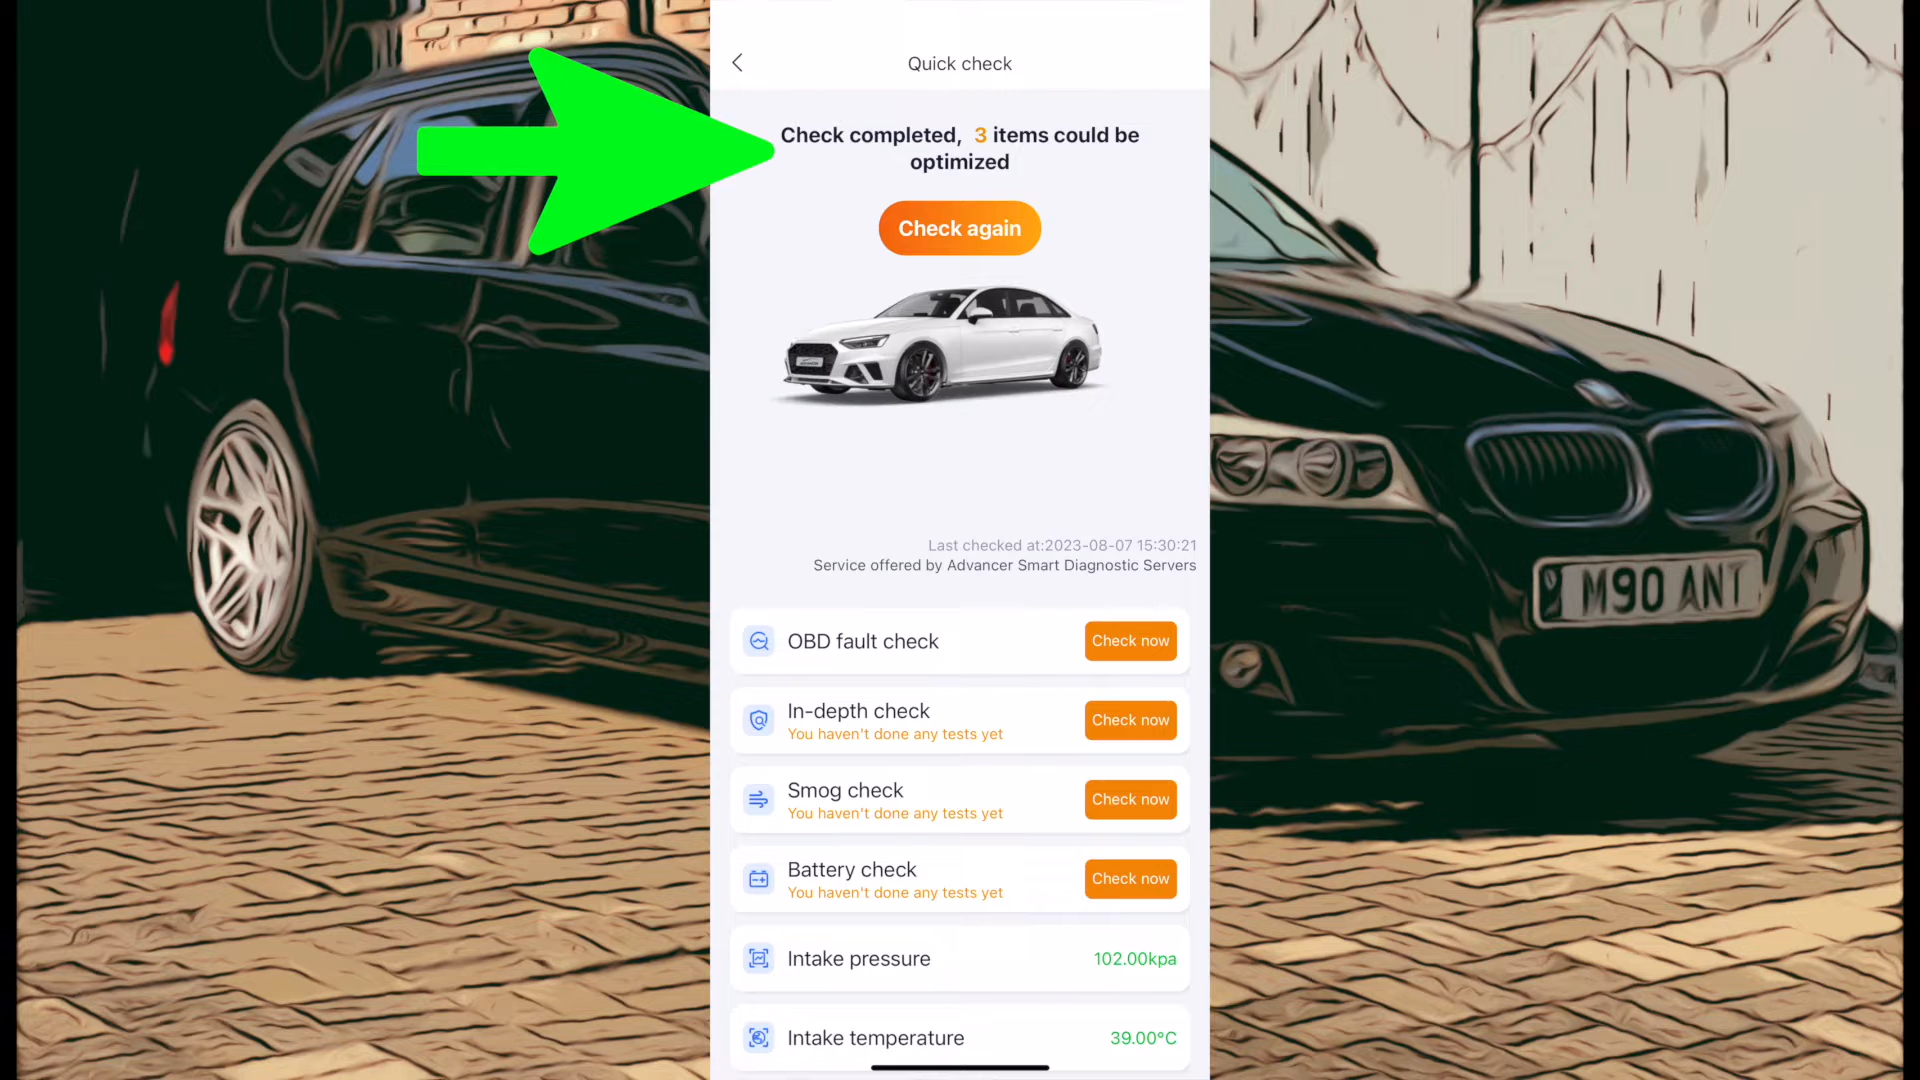 Quick check
Check completed, 3 items could be
optimized
Check again
Last checked at:2023-08-07 15:30:21
Service offered by Advancer Smart Diagnostic Servers
OBD fault check
Check now
In-depth check
You haven't done any tests yet
Check now
Smog check
You haven't done any tests yet
Check now
Battery check
You haven't done any tests yet
Check now
Intake pressure
102.00kpa
Intake temperature
39.00°C
M90 ANT